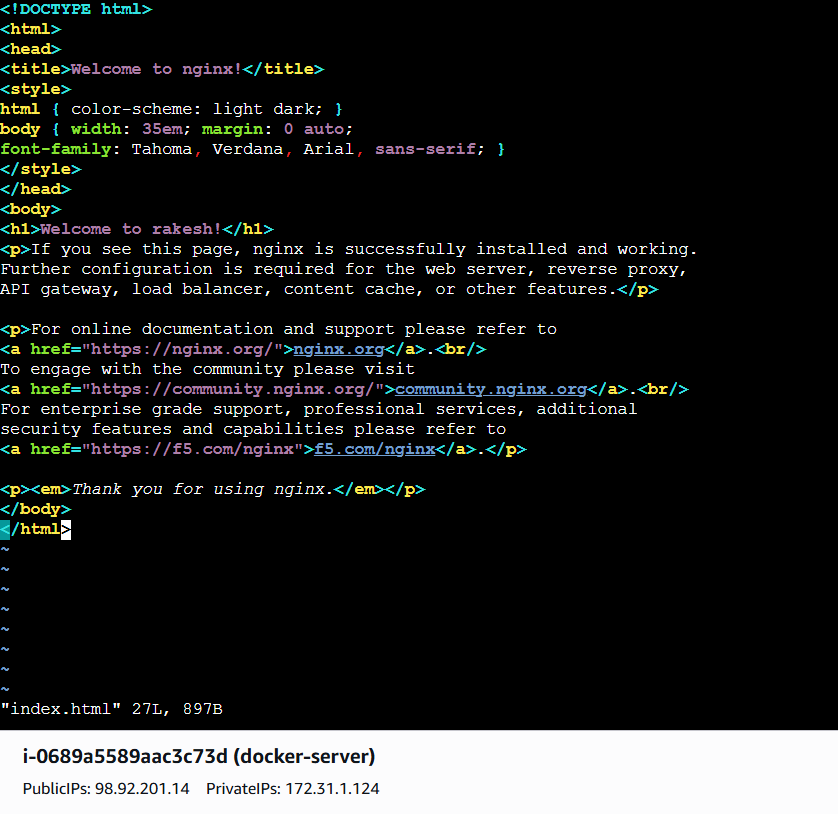 <!DOCTYPE html>
<html>
<head>
<title>Welcome to nginx!</title>
<style>
html { color-scheme: light dark; }
body { width: 35em; margin: 0 auto;
font-family: Tahoma, Verdana, Arial, sans-serif; }
</style>
</head>
<body>
<h1>Welcome to rakesh!</h1>
<p>If you see this page, nginx is successfully installed and working.
Further configuration is required for the web server, reverse proxy,
API gateway, load balancer, content cache, or other features.</p>

<p>For online documentation and support please refer to
<a href="https://nginx.org/">nginx.org</a>.<br/>
To engage with the community please visit
<a href="https://community.nginx.org/">community.nginx.org</a>.<br/>
For enterprise grade support, professional services, additional
security features and capabilities please refer to
<a href="https://f5.com/nginx">f5.com/nginx</a>.</p>

<p><em>Thank you for using nginx.</em></p>
</body>
</html>
~
~
~
~
~
~
~
~
"index.html" 27L, 897B
i-0689a5589aac3c73d (docker-server)
PublicIPs: 98.92.201.14 PrivateIPs: 172.31.1.124